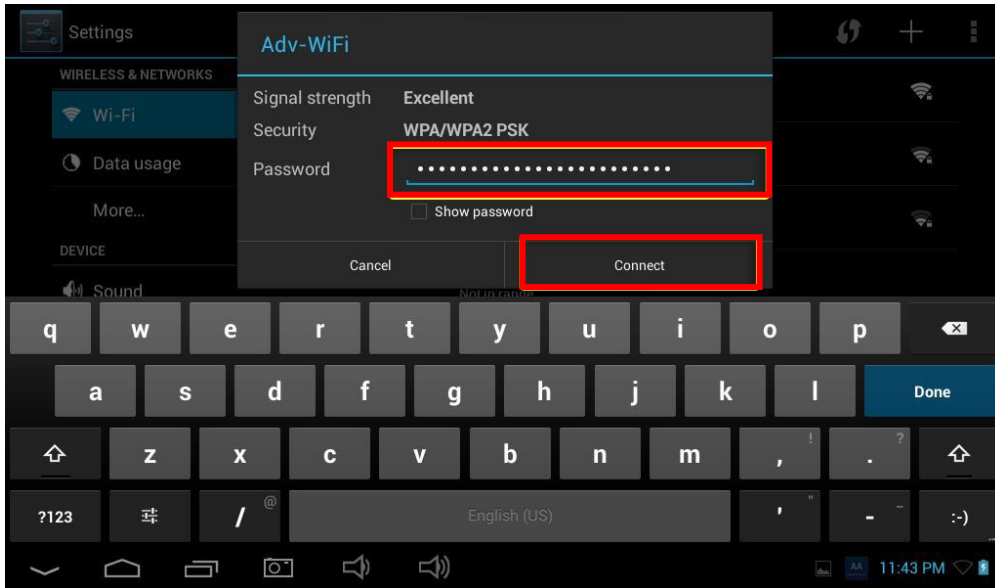 Settings
Adv-WiFi
WIRELESS & NETWORKS
Wi-Fi
Data usage
More...
DEVICE
Sound
Signal strength Excellent
Security WPA/WPA2 PSK
Password ••••••••••••••••••••••••
Show password
Cancel Connect
Not in range
q w e r t y u i o p
a s d f g h j k l Done
z x c v b n m , ! . ?
?123 / @ English (US) ' " - _ :-)
AA 11:43 PM